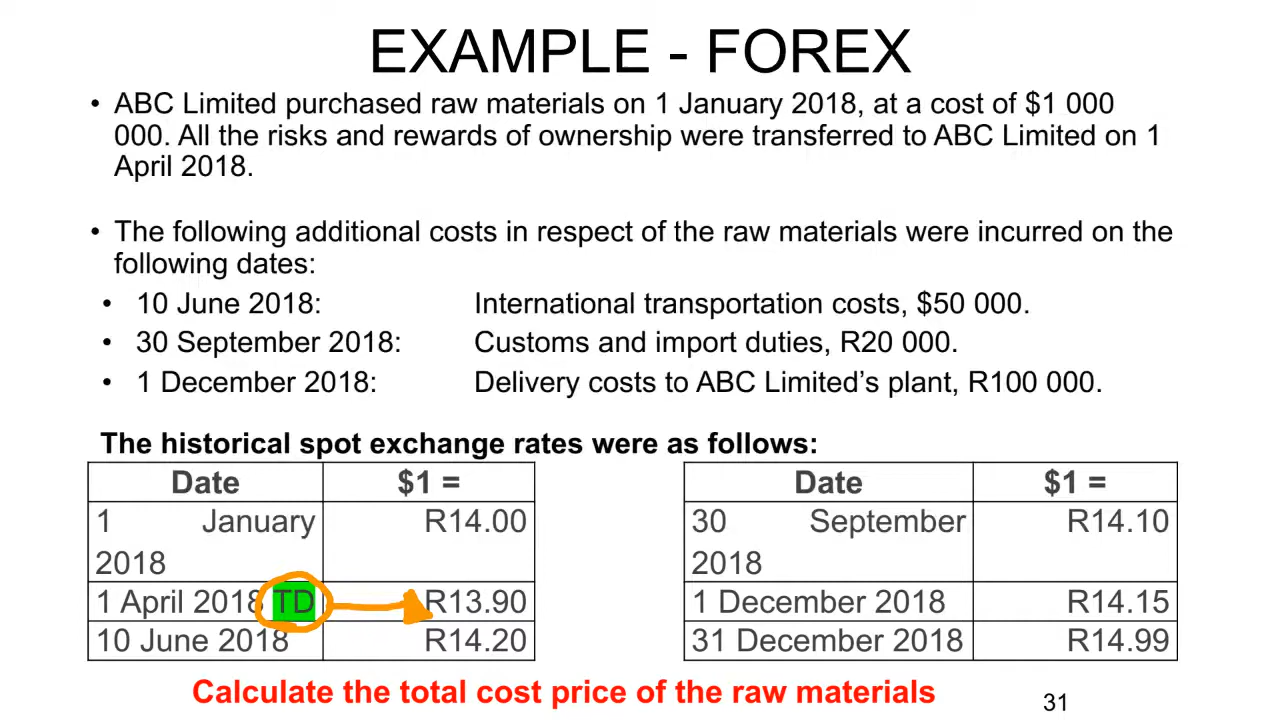 EXAMPLE - FOREX
• ABC Limited purchased raw materials on 1 January 2018, at a cost of $1 000
000. All the risks and rewards of ownership were transferred to ABC Limited on 1
April 2018.
• The following additional costs in respect of the raw materials were incurred on the
following dates:
• 10 June 2018: International transportation costs, $50 000.
• 30 September 2018: Customs and import duties, R20 000.
• 1 December 2018: Delivery costs to ABC Limited’s plant, R100 000.
The historical spot exchange rates were as follows:
Date $1 =
1 January R14.00
2018
1 April 2018 TD R13.90
10 June 2018 R14.20
Date $1 =
30 September R14.10
2018
1 December 2018 R14.15
31 December 2018 R14.99
Calculate the total cost price of the raw materials
31